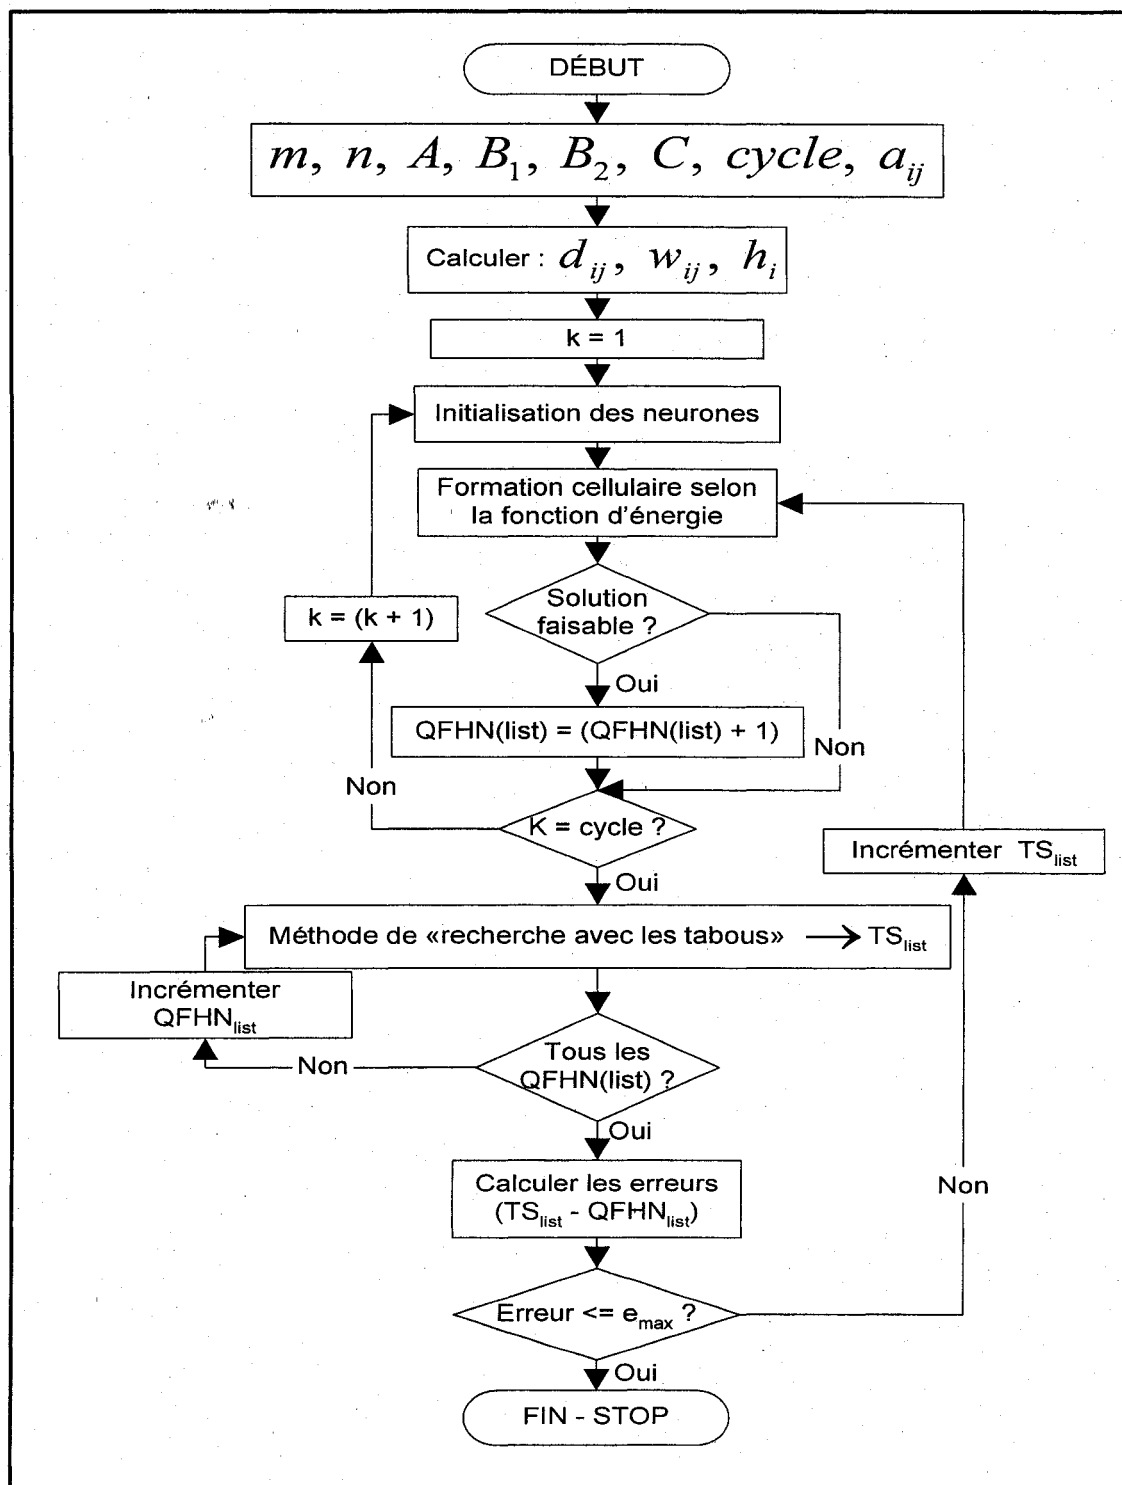 DÉBUT
m, n, A, B₁, B₂, C, cycle, aᵢⱼ
Calculer : dᵢⱼ, wᵢⱼ, hᵢ
k = 1
Initialisation des neurones
Formation cellulaire selon
la fonction d'énergie
Solution
faisable ?
k = (k + 1)
Oui
QFHN(list) = (QFHN(list) + 1)
Non
Non
K = cycle ?
Incrémenter TSlist
Oui
Méthode de «recherche avec les tabous» → TSlist
Incrémenter
QFHNlist
Tous les
QFHN(list) ?
Non
Oui
Calculer les erreurs
(TSlist - QFHNlist)
Non
Erreur <= emax ?
Oui
FIN - STOP